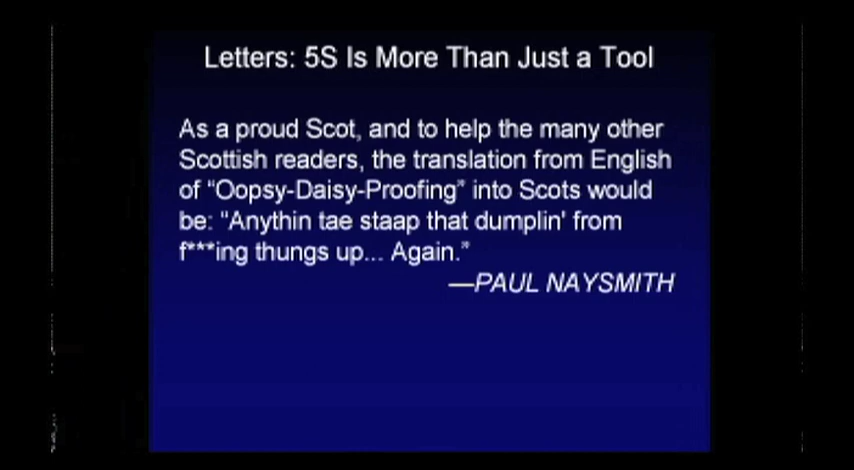 Letters: 5S Is More Than Just a Tool
As a proud Scot, and to help the many other
Scottish readers, the translation from English
of “Oopsy-Daisy-Proofing” into Scots would
be: “Anythin tae staap that dumplin' from
f***ing thungs up... Again.”
—PAUL NAYSMITH